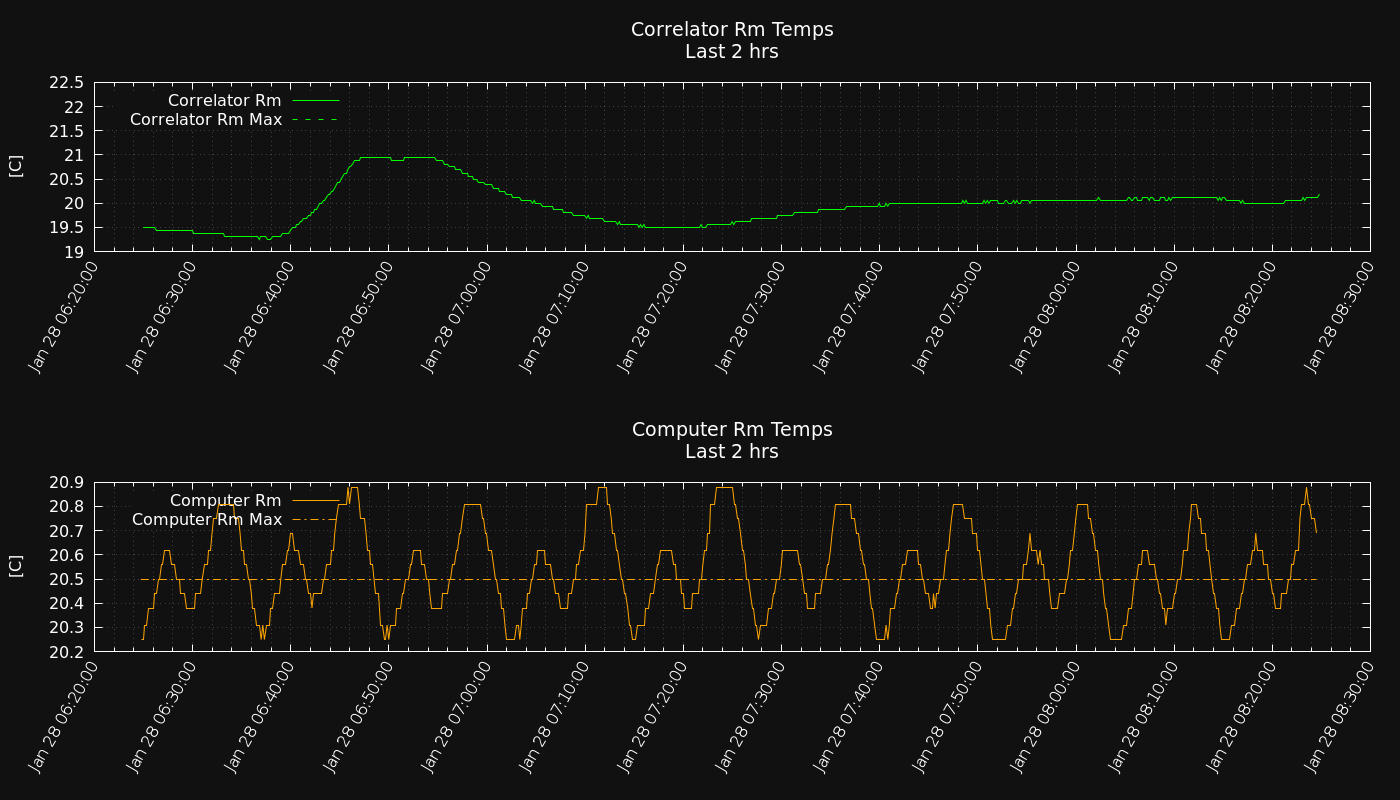 Correlator Rm Temps
Last 2 hrs
22.5
22
21.5
21
20.5
20
19.5
19
[C]
Correlator Rm
Correlator Rm Max
Jan 28 06:20:00
Jan 28 06:30:00
Jan 28 06:40:00
Jan 28 06:50:00
Jan 28 07:00:00
Jan 28 07:10:00
Jan 28 07:20:00
Jan 28 07:30:00
Jan 28 07:40:00
Jan 28 07:50:00
Jan 28 08:00:00
Jan 28 08:10:00
Jan 28 08:20:00
Jan 28 08:30:00
Computer Rm Temps
Last 2 hrs
20.9
20.8
20.7
20.6
20.5
20.4
20.3
20.2
[C]
Computer Rm
Computer Rm Max
Jan 28 06:20:00
Jan 28 06:30:00
Jan 28 06:40:00
Jan 28 06:50:00
Jan 28 07:00:00
Jan 28 07:10:00
Jan 28 07:20:00
Jan 28 07:30:00
Jan 28 07:40:00
Jan 28 07:50:00
Jan 28 08:00:00
Jan 28 08:10:00
Jan 28 08:20:00
Jan 28 08:30:00